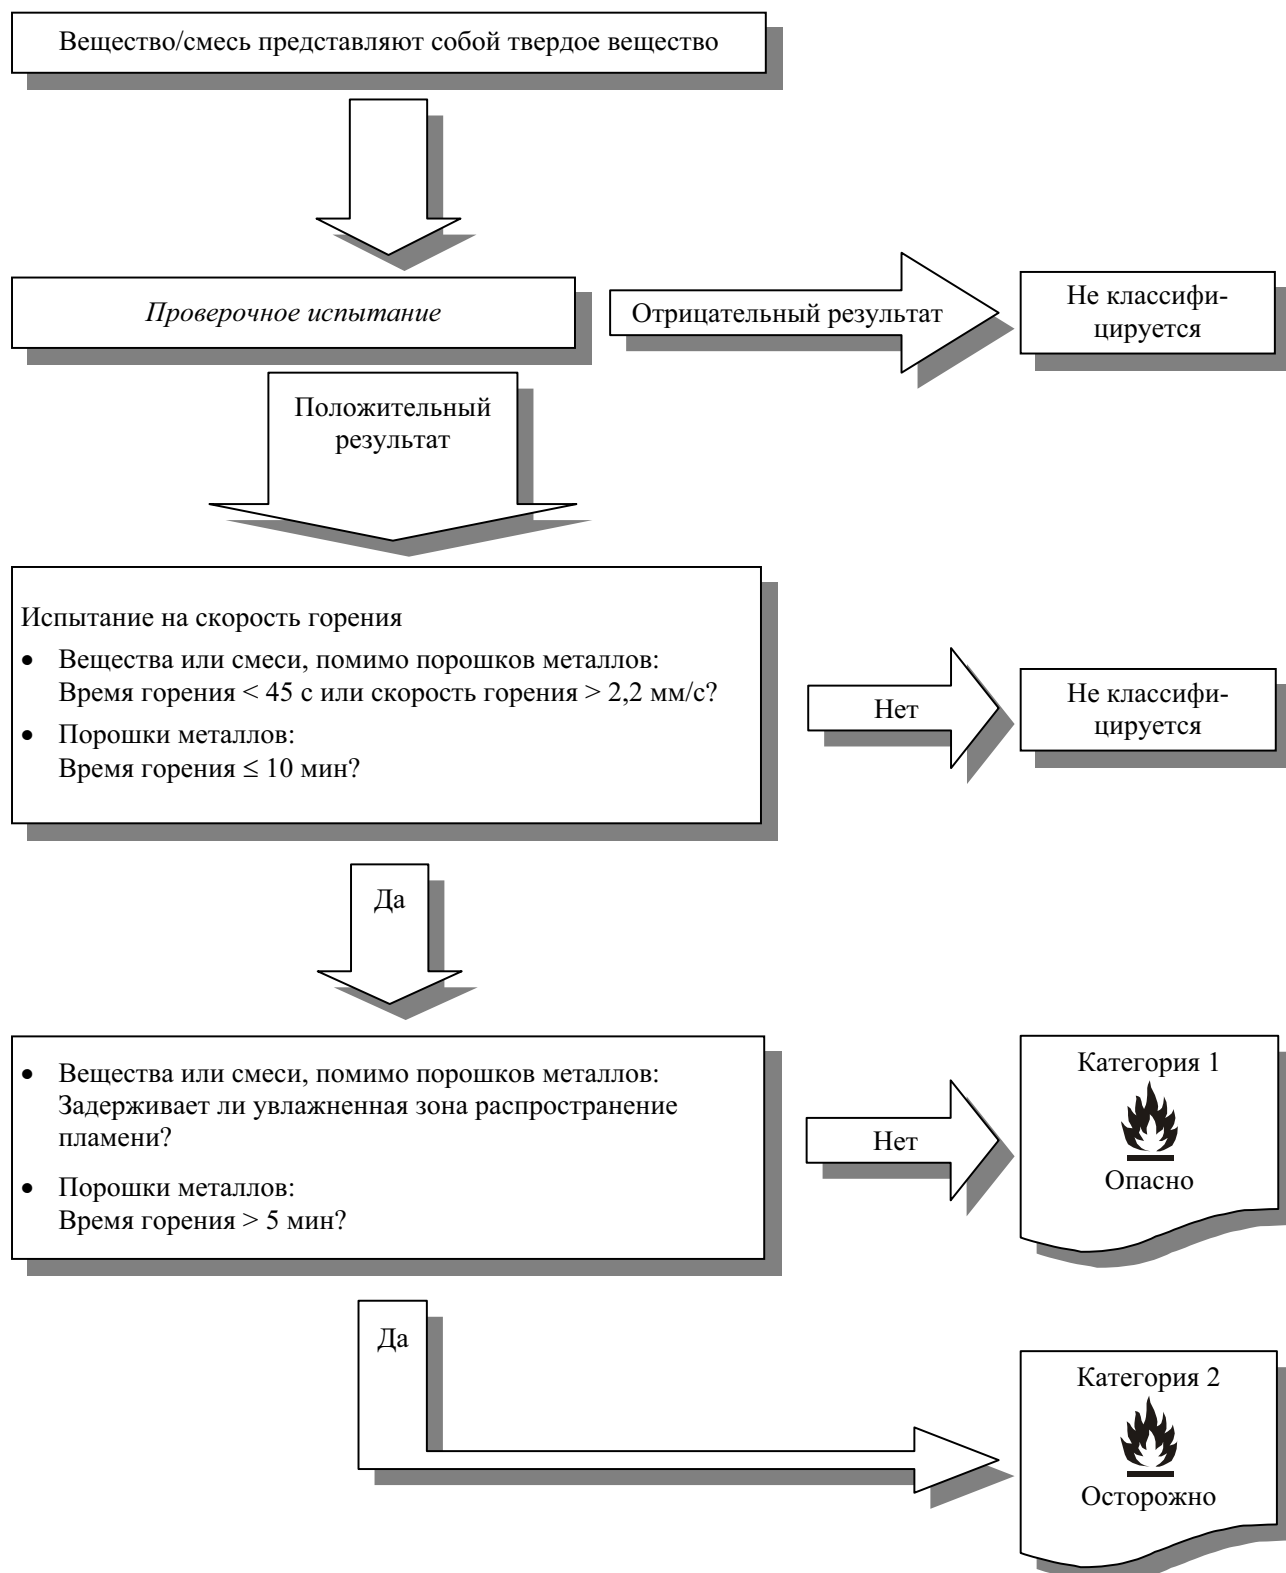 Вещество/смесь представляют собой твердое вещество
Проверочное испытание
Отрицательный результат
Не классифи-
цируется
Положительный
результат
Испытание на скорость горения
• Вещества или смеси, помимо порошков металлов:
Время горения < 45 с или скорость горения > 2,2 мм/с?
• Порошки металлов:
Время горения ≤ 10 мин?
Нет
Не классифи-
цируется
Да
• Вещества или смеси, помимо порошков металлов:
Задерживает ли увлажненная зона распространение
пламени?
• Порошки металлов:
Время горения > 5 мин?
Нет
Категория 1
Опасно
Да
Категория 2
Осторожно